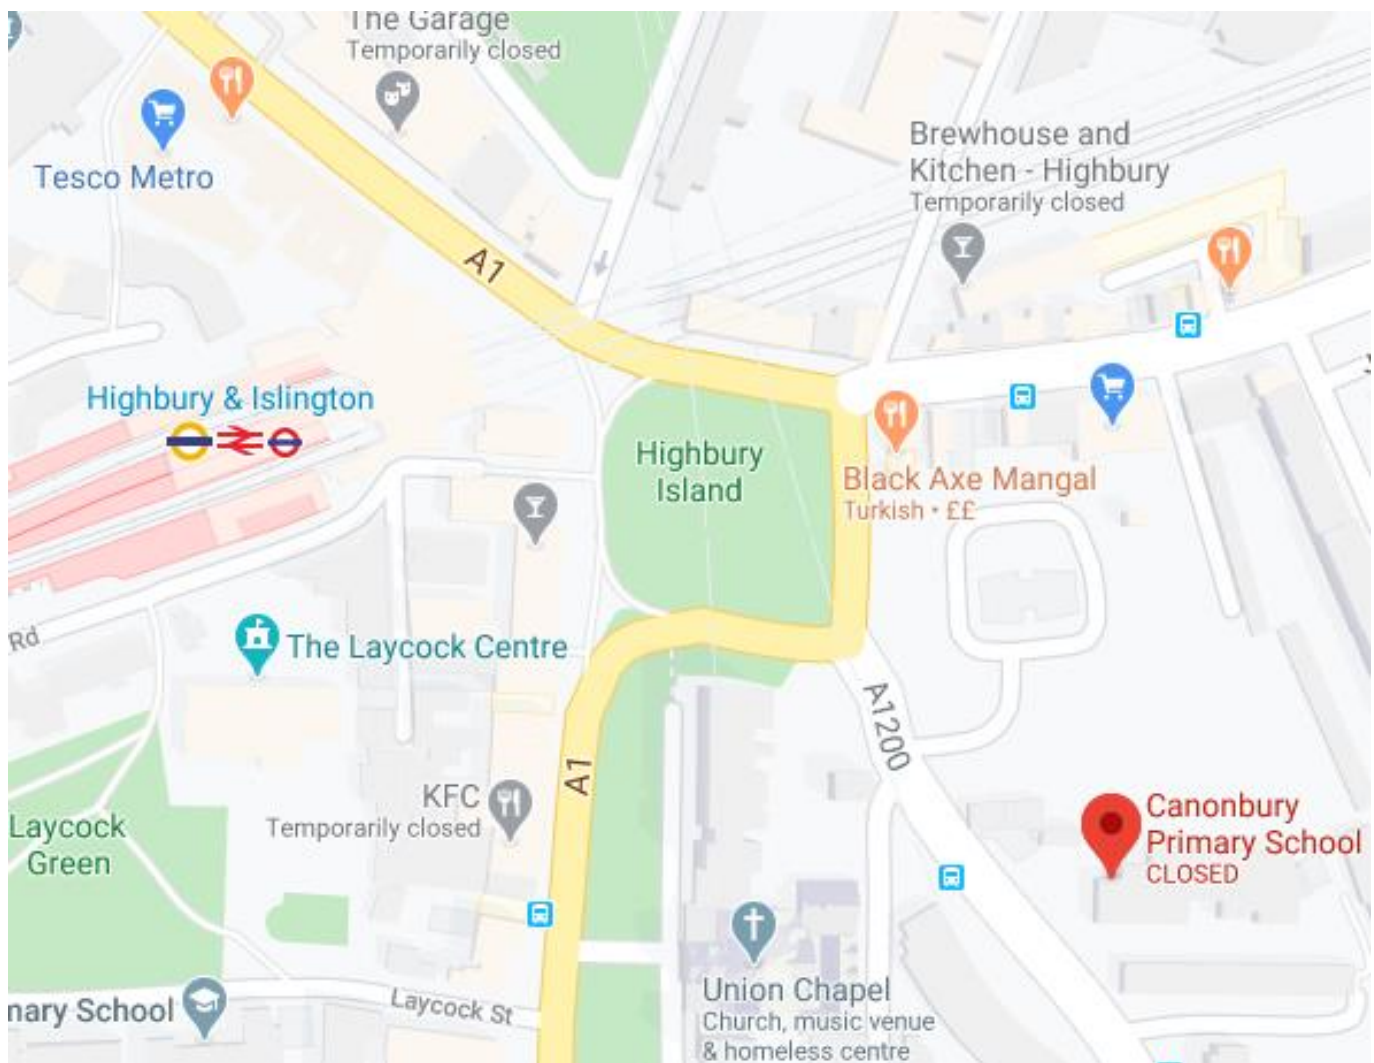 The Garage
Temporarily closed
Tesco Metro
Brewhouse and
Kitchen - Highbury
Temporarily closed
A1
Highbury & Islington
Highbury
Island
Black Axe Mangal
Turkish • ££
Rd
The Laycock Centre
A1200
A1
KFC
Temporarily closed
Canonbury
Primary School
CLOSED
Laycock
Green
Union Chapel
Church, music venue
& homeless centre
nary School
Laycock St